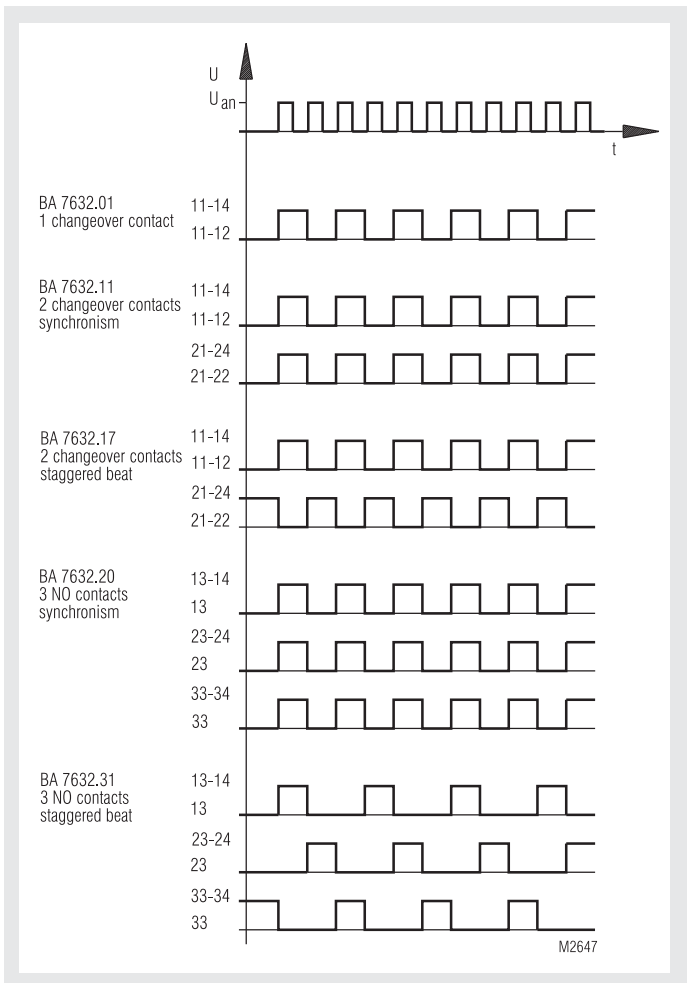 U
Uan
t
BA 7632.01
1 changeover contact
11-14
11-12
BA 7632.11
2 changeover contacts
synchronism
11-14
11-12
21-24
21-22
BA 7632.17
2 changeover contacts
staggered beat
11-14
11-12
21-24
21-22
BA 7632.20
3 NO contacts
synchronism
13-14
13
23-24
23
33-34
33
BA 7632.31
3 NO contacts
staggered beat
13-14
13
23-24
23
33-34
33
M2647